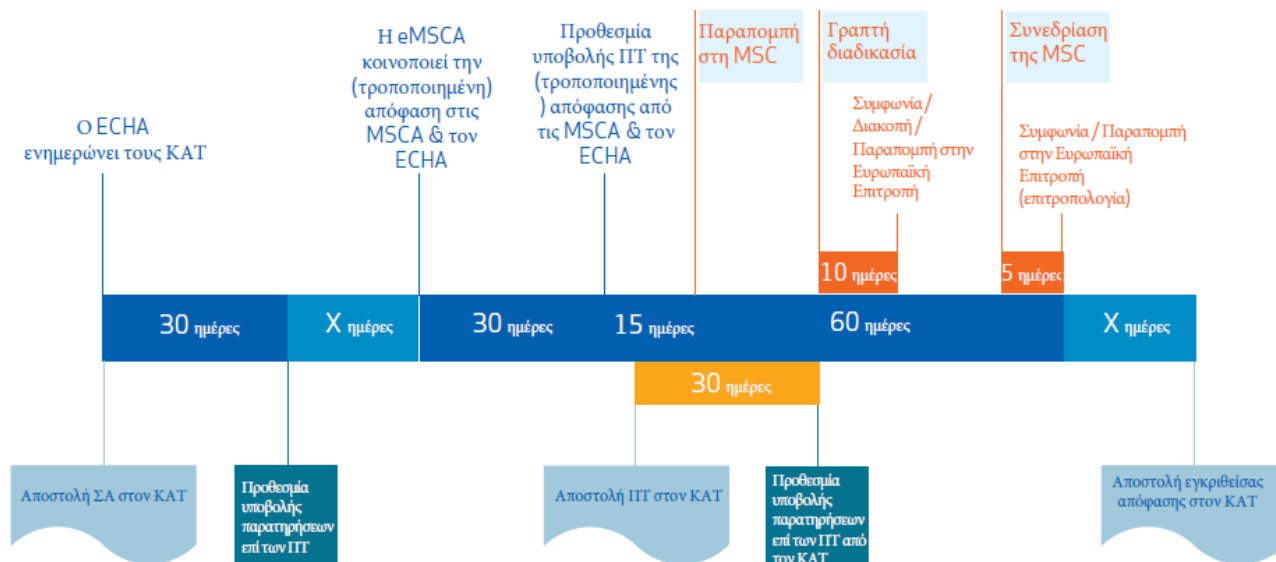 Ο ECHA
ενημερώνει τους ΚΑΤ
Η eMSCA
κοινοποιεί την
(τροποποιημένη)
απόφαση στις
MSCA & τον
ECHA
Προθεσμία
υποβολής ΠΤ της
(τροποποιημένης
) απόφασης από
τις MSCA & τον
ECHA
Παραπομπή
στη MSC
Γραπτή
διαδικασία
Συμφωνία /
Διακοπή /
Παραπομπή στην
Ευρωπαϊκή
Επιτροπή
Συνεδρίαση
της MSC
Συμφωνία / Παραπομπή
στην Ευρωπαϊκή
Επιτροπή
(επιτροπολογία)
10 ημέρες
5 ημέρες
30 ημέρες
X ημέρες
30 ημέρες
15 ημέρες
60 ημέρες
X ημέρες
30 ημέρες
Αποστολή ΣΑ στον ΚΑΤ
Προθεσμία
υποβολής
παρατηρήσεων
επί των ΠΤ
Αποστολή ΠΤ στον ΚΑΤ
Προθεσμία
υποβολής
παρατηρήσεων
επί των ΠΤ από
τον ΚΑΤ
Αποστολή εγκριθείσας
απόφασης στον ΚΑΤ